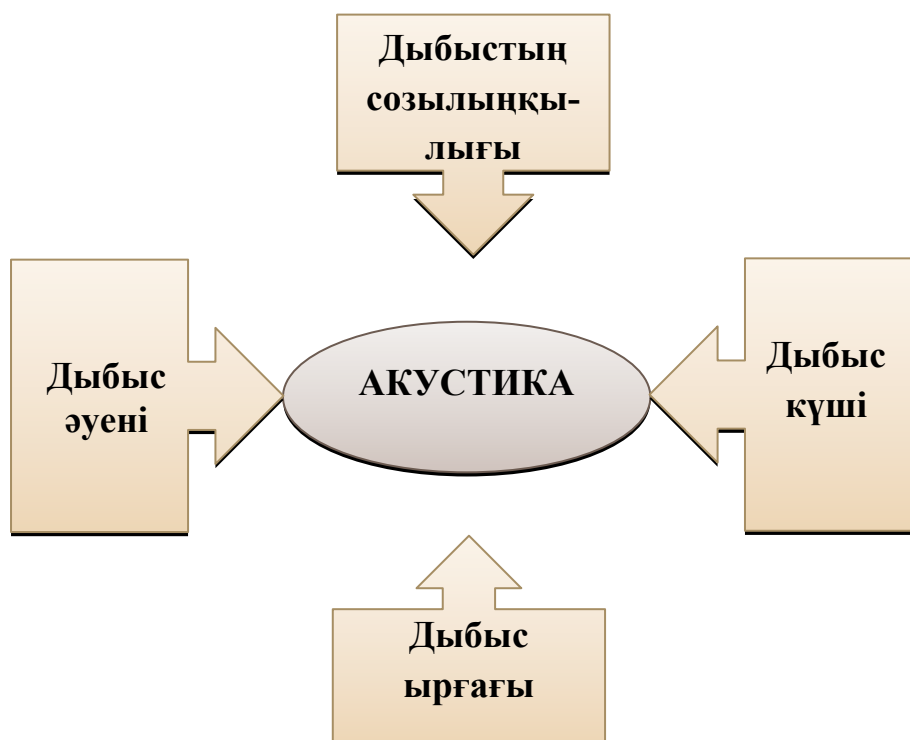 Дыбыстың
созылыңқы-
лығы
Дыбыс
әуені
АКУСТИКА
Дыбыс
күші
Дыбыс
ырғағы